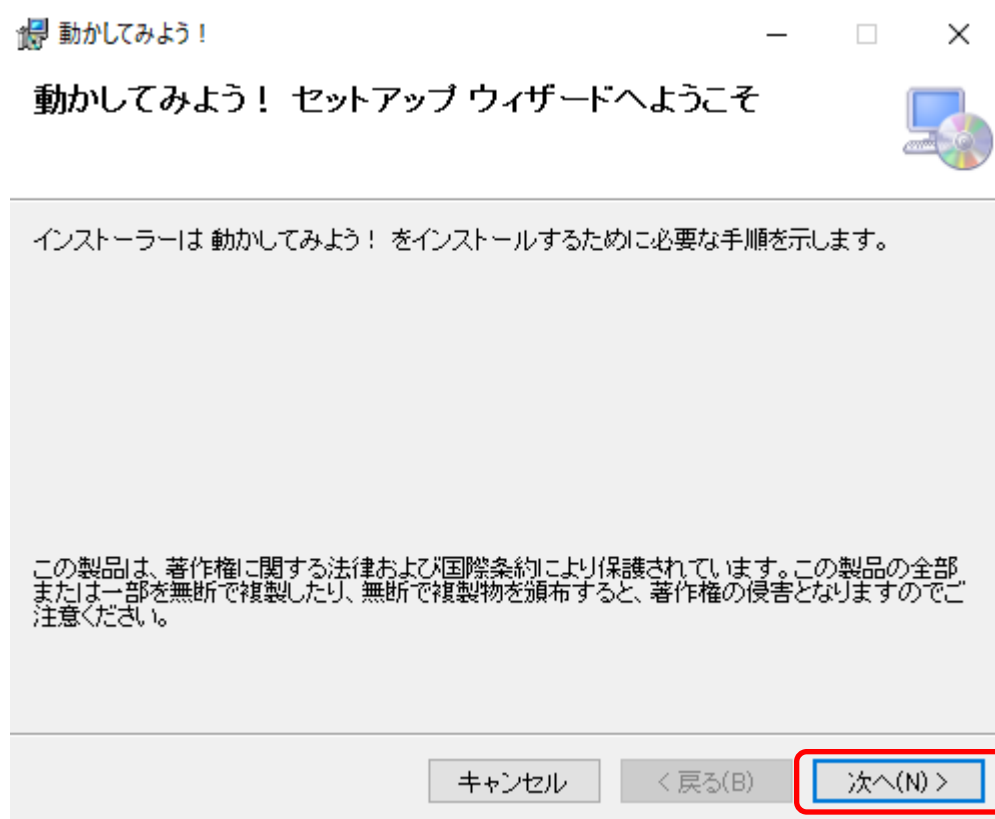 動かしてみよう！
動かしてみよう！ セットアップ ウィザードへようこそ
インストーラーは 動かしてみよう！ をインストールするために必要な手順を示します。
この製品は、著作権に関する法律および国際条約により保護されています。この製品の全部
または一部を無断で複製したり、無断で複製物を頒布すると、著作権の侵害となりますのでご
注意ください。
キャンセル
< 戻る(B)
次へ(N) >